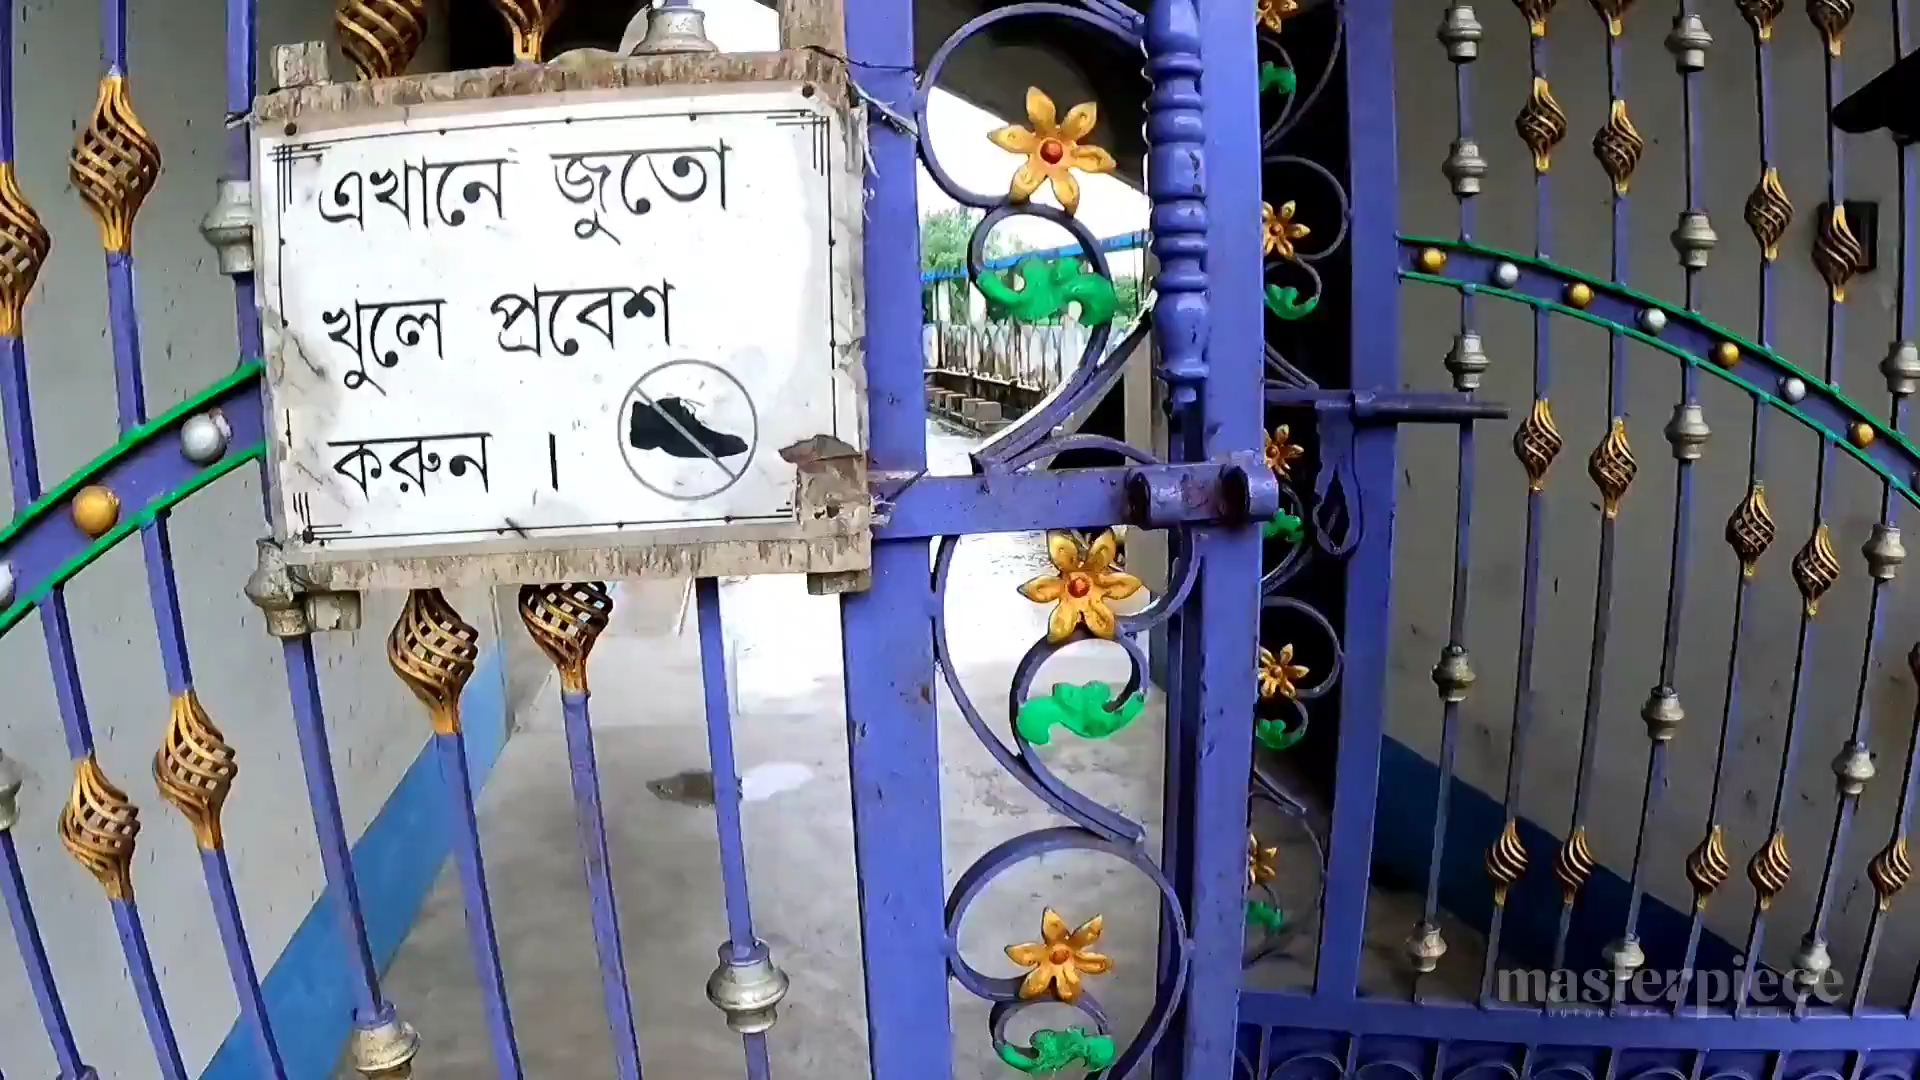 এখানে জুতো
খুলে প্রবেশ
করুন ।
masterpiece